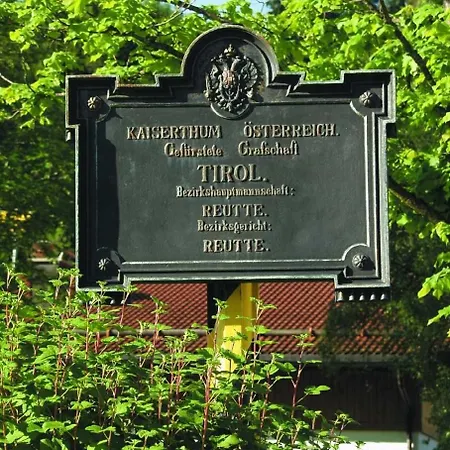 KAISERTHUM ÖSTERREICH.
Gefürstete Grafschaft
TIROL.
Bezirkshauptmannschaft:
REUTTE.
Bezirksgericht:
REUTTE.